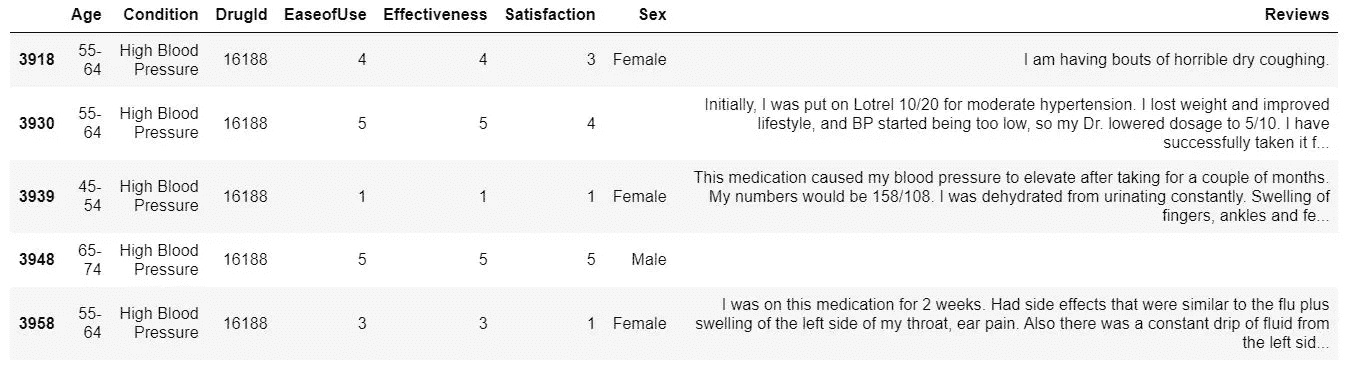 Age Condition DrugId EaseofUse Effectiveness Satisfaction Sex Reviews
3918 55-64 High Blood Pressure 16188 4 4 3 Female I am having bouts of horrible dry coughing.
3930 55-64 High Blood Pressure 16188 5 5 4 Initially, I was put on Lotrel 10/20 for moderate hypertension. I lost weight and improved
lifestyle, and BP started being too low, so my Dr. lowered dosage to 5/10. I have
successfully taken it f...
3939 45-54 High Blood Pressure 16188 1 1 1 Female This medication caused my blood pressure to elevate after taking for a couple of months.
My numbers would be 158/108. I was dehydrated from urinating constantly. Swelling of
fingers, ankles and fe...
3948 65-74 High Blood Pressure 16188 5 5 5 Male
3958 55-64 High Blood Pressure 16188 3 3 1 Female I was on this medication for 2 weeks. Had side effects that were similar to the flu plus
swelling of the left side of my throat, ear pain. Also there was a constant drip of fluid from
the left sid...